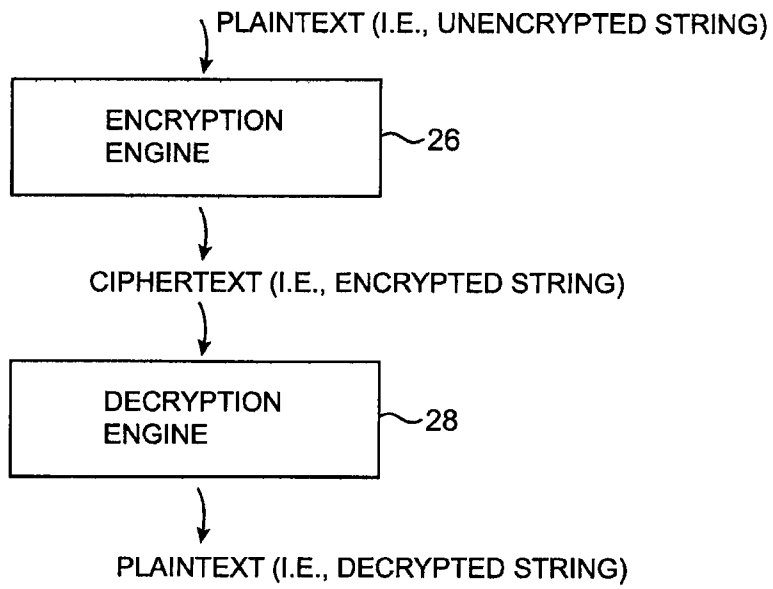 PLAINTEXT (I.E., UNENCRYPTED STRING)
ENCRYPTION
ENGINE
26
CIPHERTEXT (I.E., ENCRYPTED STRING)
DECRYPTION
ENGINE
28
PLAINTEXT (I.E., DECRYPTED STRING)